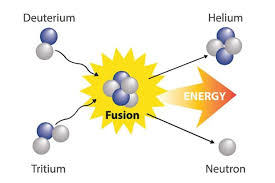 Deuterium
Helium
Fusion
ENERGY
Tritium
Neutron